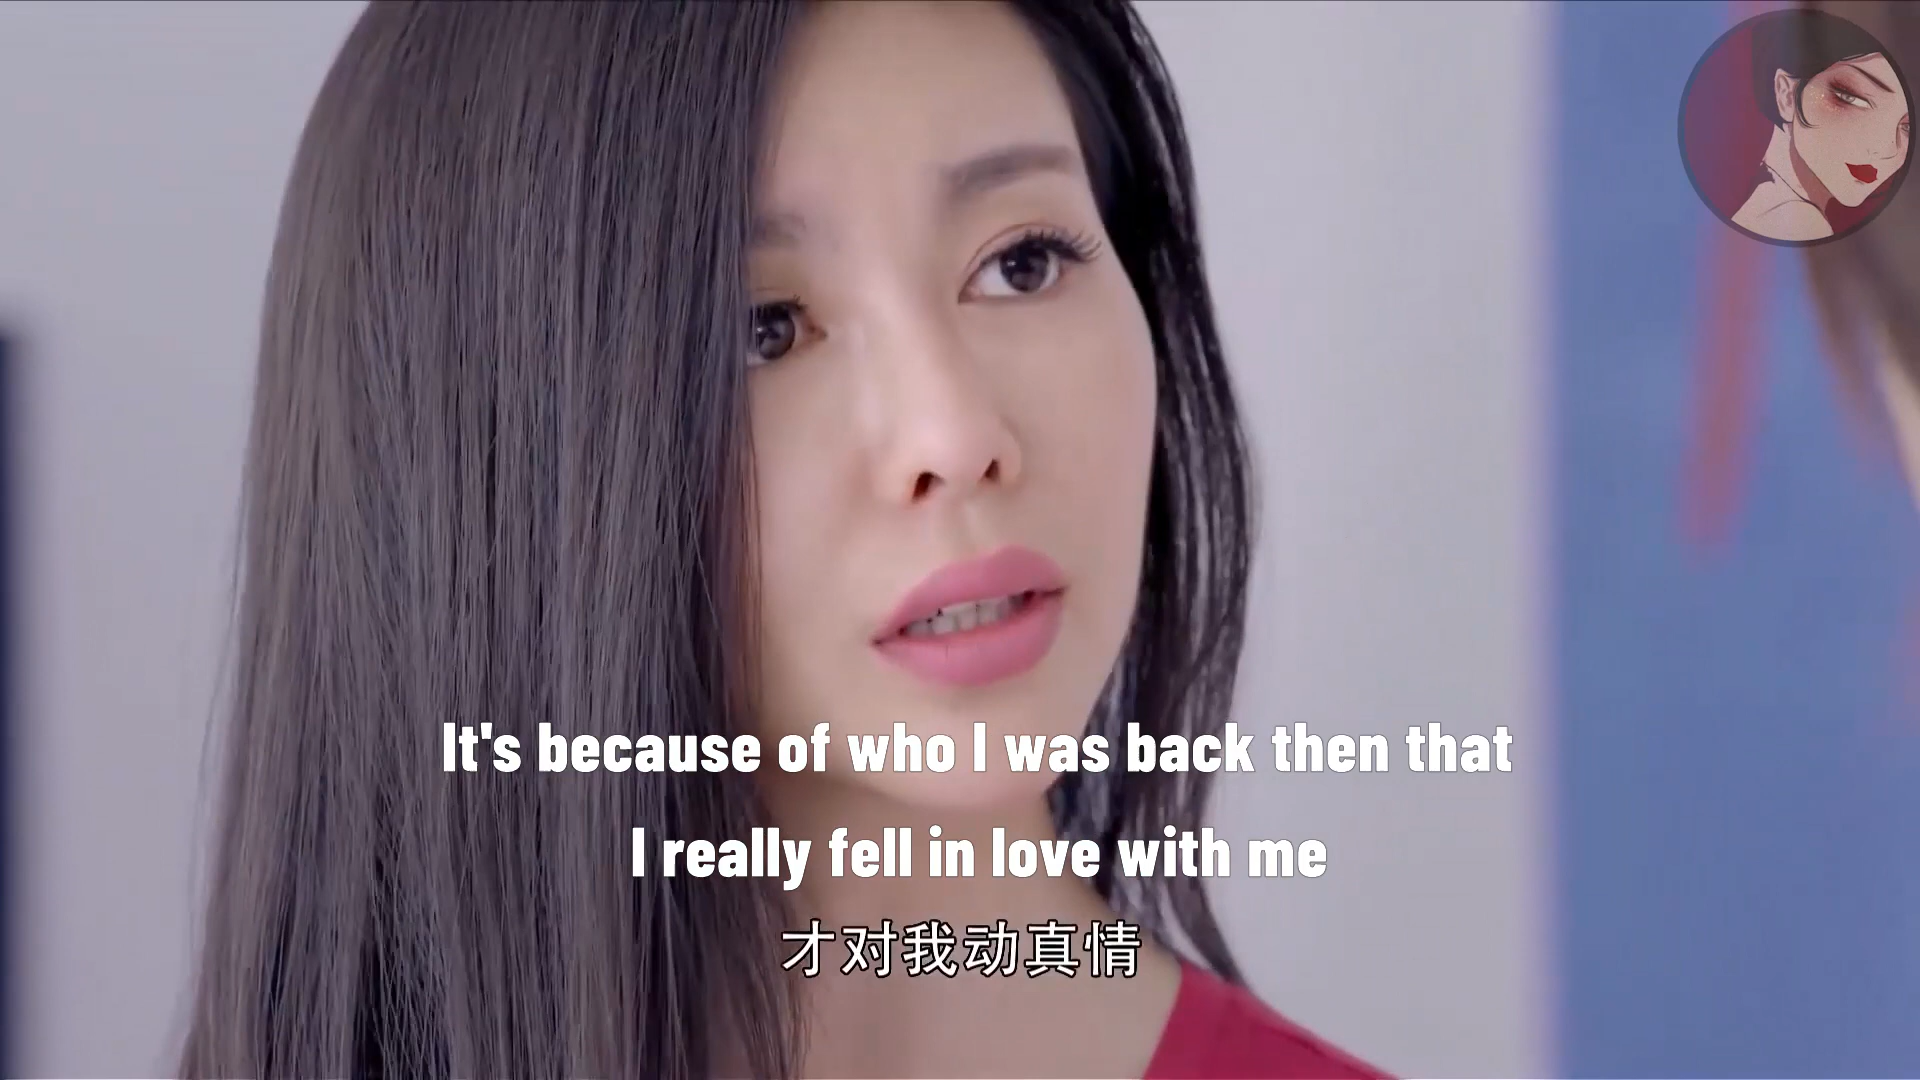 It's because of who I was back then that
I really fell in love with me
才对我动真情